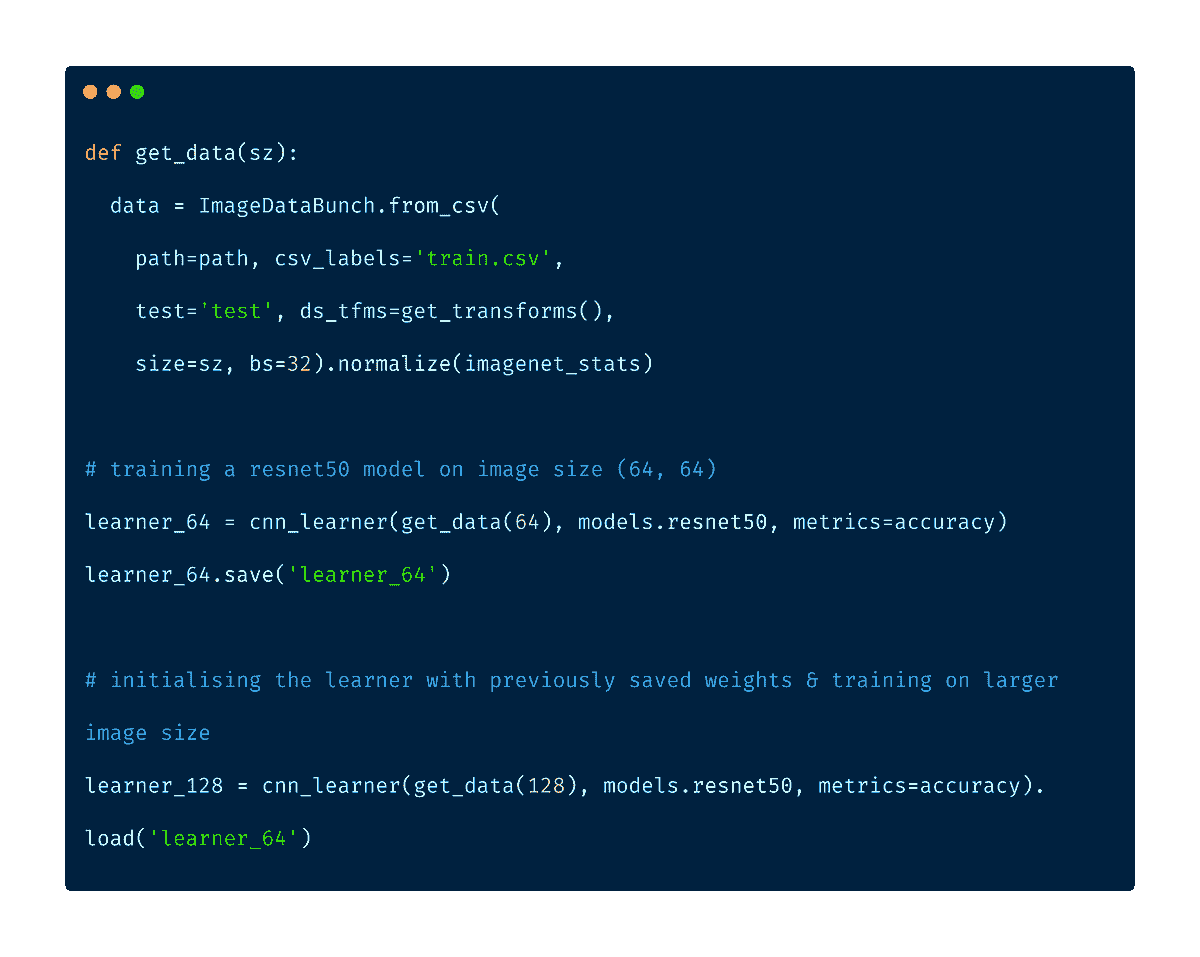 def get_data(sz):
  data = ImageDataBunch.from_csv(
    path=path, csv_labels='train.csv',
    test='test', ds_tfms=get_transforms(),
    size=sz, bs=32).normalize(imagenet_stats)
# training a resnet50 model on image size (64, 64)
learner_64 = cnn_learner(get_data(64), models.resnet50, metrics=accuracy)
learner_64.save('learner_64')
# initialising the learner with previously saved weights & training on larger
image size
learner_128 = cnn_learner(get_data(128), models.resnet50, metrics=accuracy).
load('learner_64')